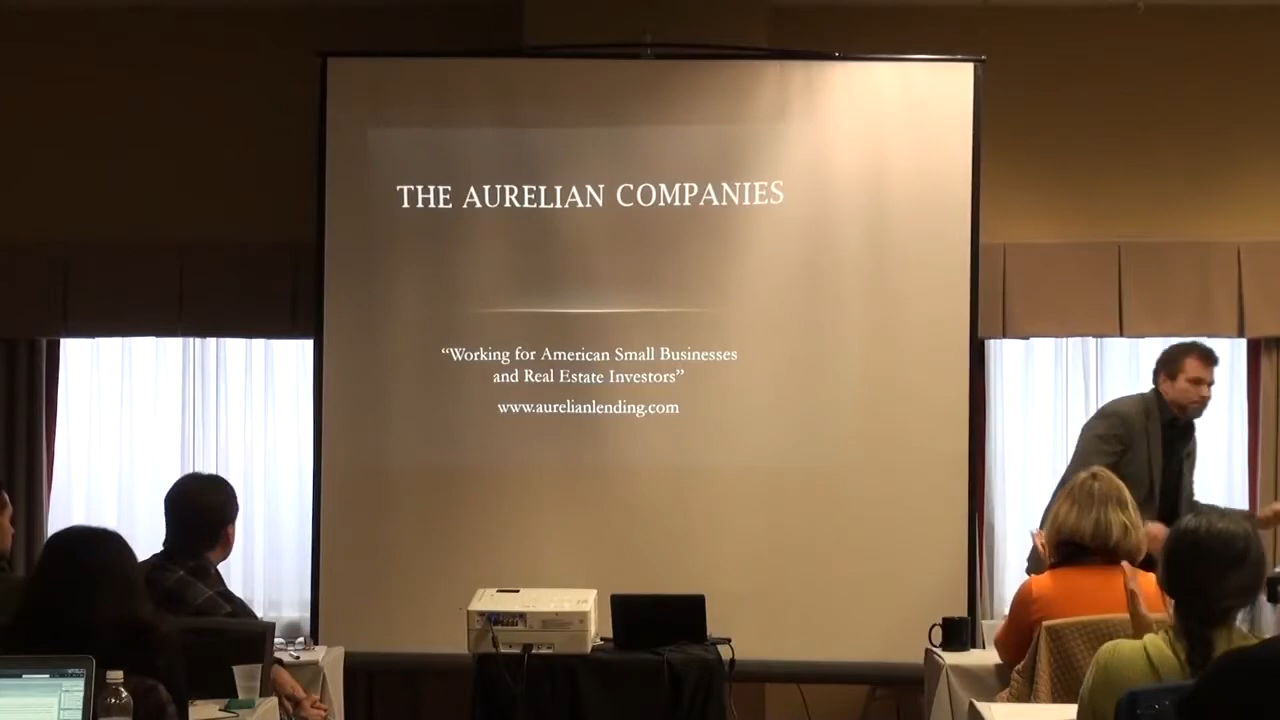 THE AURELIAN COMPANIES
“Working for American Small Businesses
and Real Estate Investors”
www.aurelianlending.com